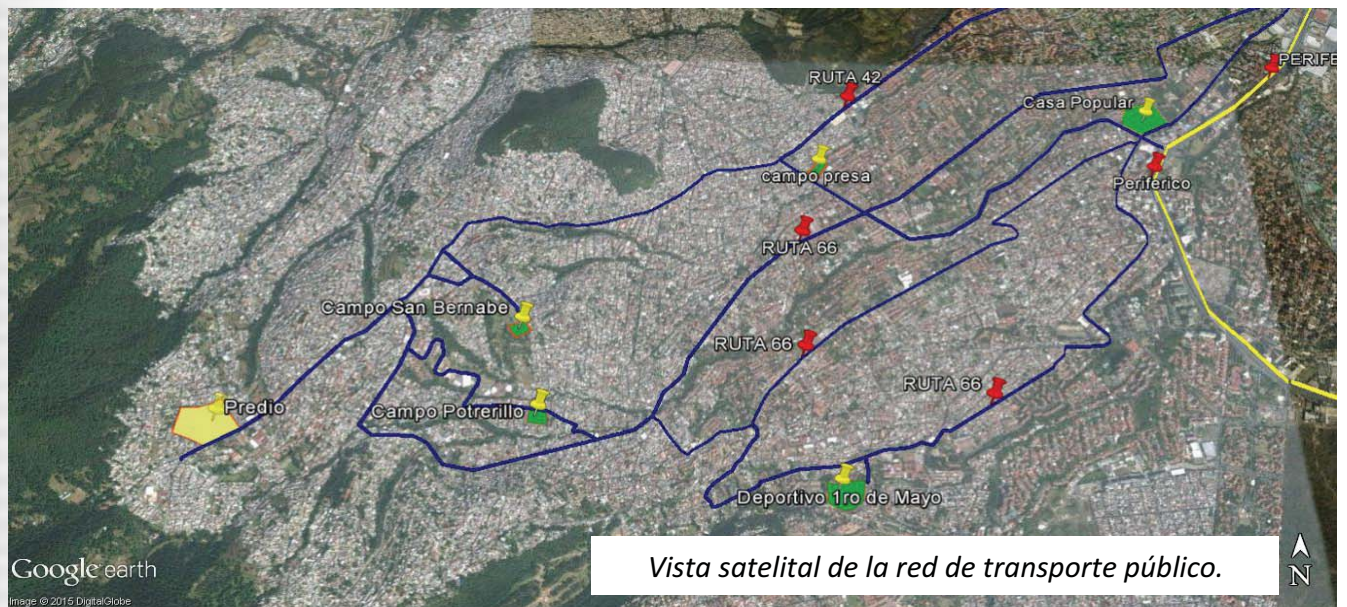 RUTA 42
PERIFE
Casa Popular
campo presa
Periferico
RUTA 66
Campo San Bernabe
RUTA 66
RUTA 66
Predio
Campo Potrerillo
Deportivo 1ro de Mayo
Vista satelital de la red de transporte público.
N
Google earth
Image © 2015 DigitalGlobe